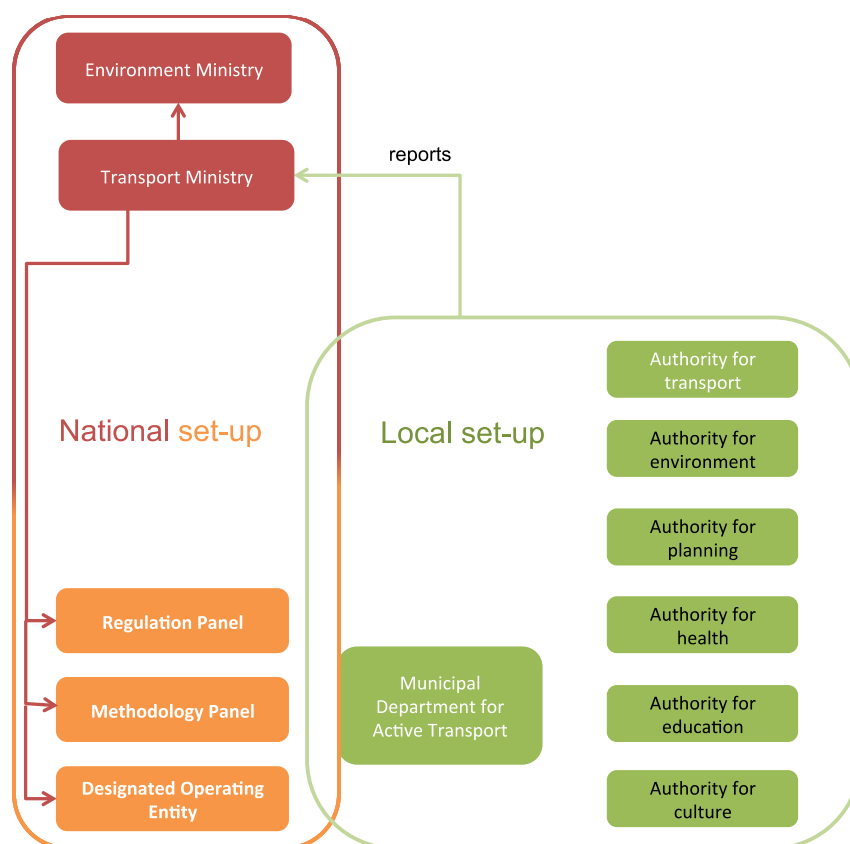 Environment Ministry
Transport Ministry
reports
National set-up
Local set-up
Authority for
transport
Authority for
environment
Authority for
planning
Authority for
health
Authority for
education
Authority for
culture
Regulation Panel
Methodology Panel
Designated Operating
Entity
Municipal
Department for
Active Transport